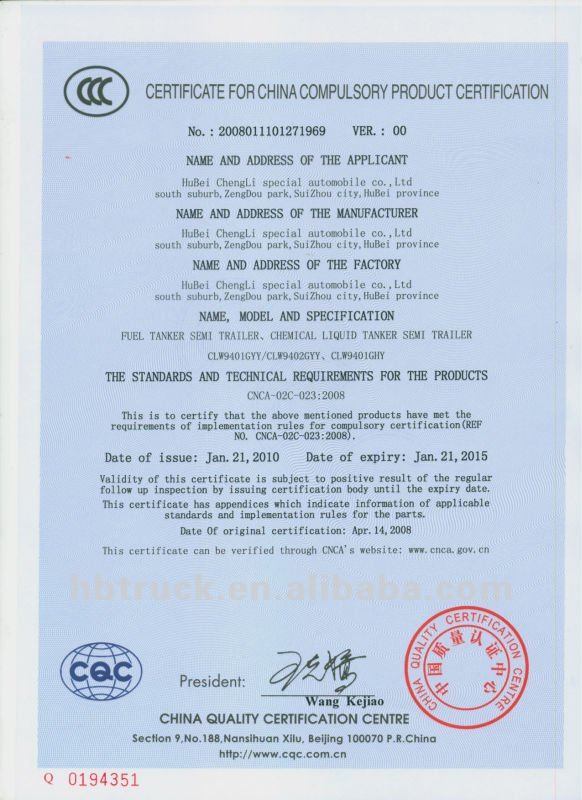 CCC
CERTIFICATE FOR CHINA COMPULSORY PRODUCT CERTIFICATION
No. : 2008011101271969 VER. : 00
NAME AND ADDRESS OF THE APPLICANT
HuBei ChengLi special automobile co., Ltd
south suburb, ZengDou park, SuiZhou city, HuBei province
NAME AND ADDRESS OF THE MANUFACTURER
HuBei ChengLi special automobile co., Ltd
south suburb, ZengDou park, SuiZhou city, HuBei province
NAME AND ADDRESS OF THE FACTORY
HuBei ChengLi special automobile co., Ltd
south suburb, ZengDou park, SuiZhou city, HuBei province
NAME, MODEL AND SPECIFICATION
FUEL TANKER SEMI TRAILER、CHEMICAL LIQUID TANKER SEMI TRAILER
CLW9401GYY/CLW9402GYY、CLW9401GHY
THE STANDARDS AND TECHNICAL REQUIREMENTS FOR THE PRODUCTS
CNCA-02C-023:2008
This is to certify that the above mentioned products have met the
requirements of implementation rules for compulsory certification(REF
NO. CNCA-02C-023:2008).
Date of issue: Jan. 21, 2010 Date of expiry: Jan. 21, 2015
Validity of this certificate is subject to positive result of the regular
follow up inspection by issuing certification body until the expiry date.
This certificate has appendices which indicate information of applicable
standards and implementation rules for the parts.
Date Of original certification: Apr. 14, 2008
This certificate can be verified through CNCA's website: www.cnca.gov.cn
hbtruck.en.alibaba.com
CQC
President:
Wang Kejiao
CHINA QUALITY CERTIFICATION CENTRE
中国质量认证中心
CHINA QUALITY CERTIFICATION CENTRE
Section 9, No.188, Nansihuan Xilu, Beijing 100070 P.R.China
http://www.cqc.com.cn
Q 0194351